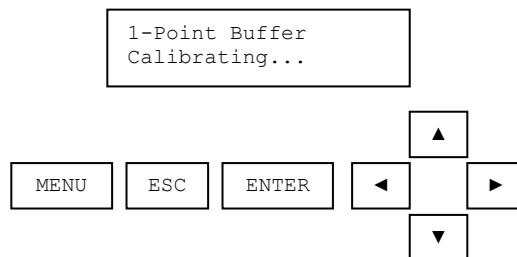 1-Point Buffer
Calibrating...
▲
MENU ESC ENTER ◄ ►
▼